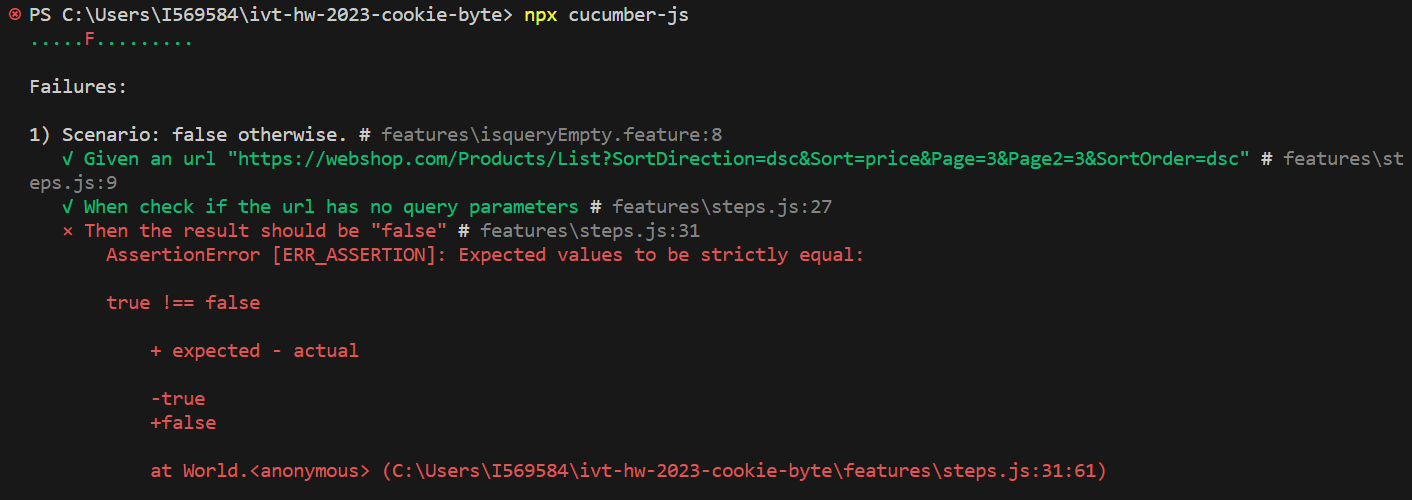 PS C:\Users\I569584\ivt-hw-2023-cookie-byte> npx cucumber-js
.....F.........
Failures:
1) Scenario: false otherwise. # features\isqueryEmpty.feature:8
√ Given an url "https://webshop.com/Products/List?SortDirection=dsc&Sort=price&Page=3&Page2=3&SortOrder=dsc" # features\st
eps.js:9
√ When check if the url has no query parameters # features\steps.js:27
× Then the result should be "false" # features\steps.js:31
AssertionError [ERR_ASSERTION]: Expected values to be strictly equal:
true !== false
+ expected - actual
-true
+false
at World.<anonymous> (C:\Users\I569584\ivt-hw-2023-cookie-byte\features\steps.js:31:61)